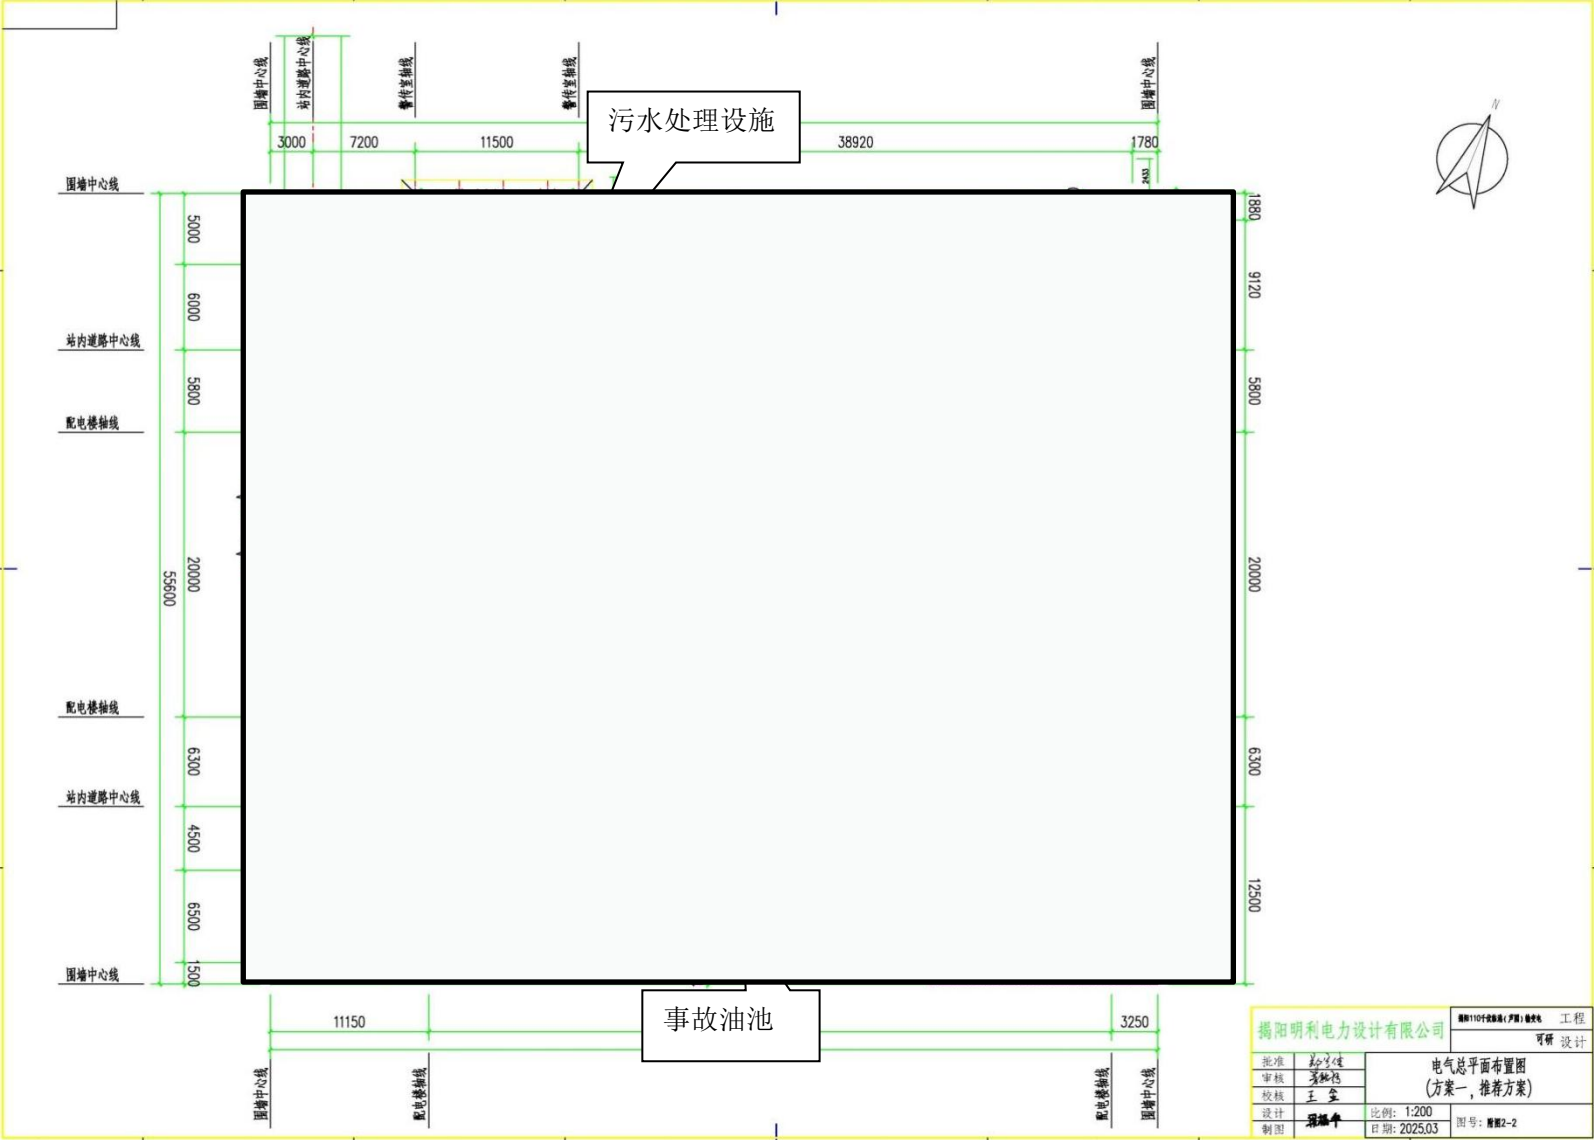 围墙中心线
站内道路中心线
警传室轴线
警传室轴线
围墙中心线
污水处理设施
3000
7200
11500
38920
1780
2433
N
围墙中心线
站内道路中心线
配电楼轴线
配电楼轴线
站内道路中心线
围墙中心线
5000
6000
5800
20000
55600
6300
4500
6500
1500
1880
9120
5800
20000
6300
12500
事故油池
11150
3250
围墙中心线
配电楼轴线
配电楼轴线
围墙中心线
揭阳明利电力设计有限公司
工程
可研 设计
批准
审核
校核 王
设计
制图
电气总平面布置图
(方案一，推荐方案)
比例: 1:200
日期: 2025.03
图号: 附图2-2